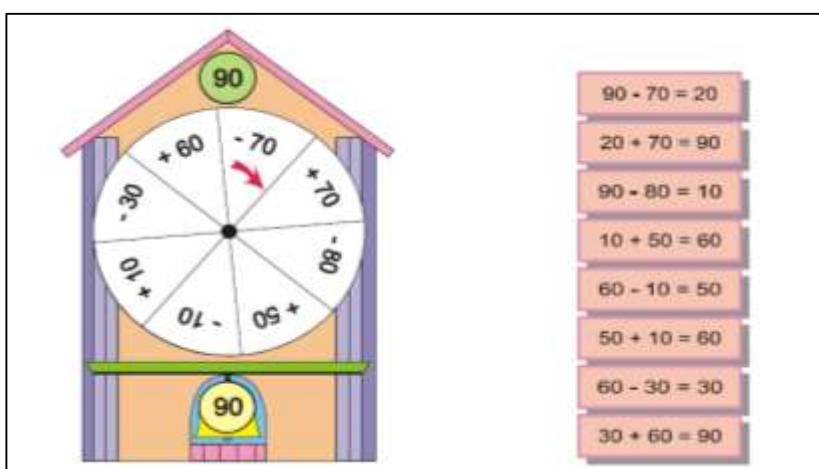 90
- 70
+ 70
- 80
+ 50
- 10
+ 10
- 30
+ 60
90
90 - 70 = 20
20 + 70 = 90
90 - 80 = 10
10 + 50 = 60
60 - 10 = 50
50 + 10 = 60
60 - 30 = 30
30 + 60 = 90